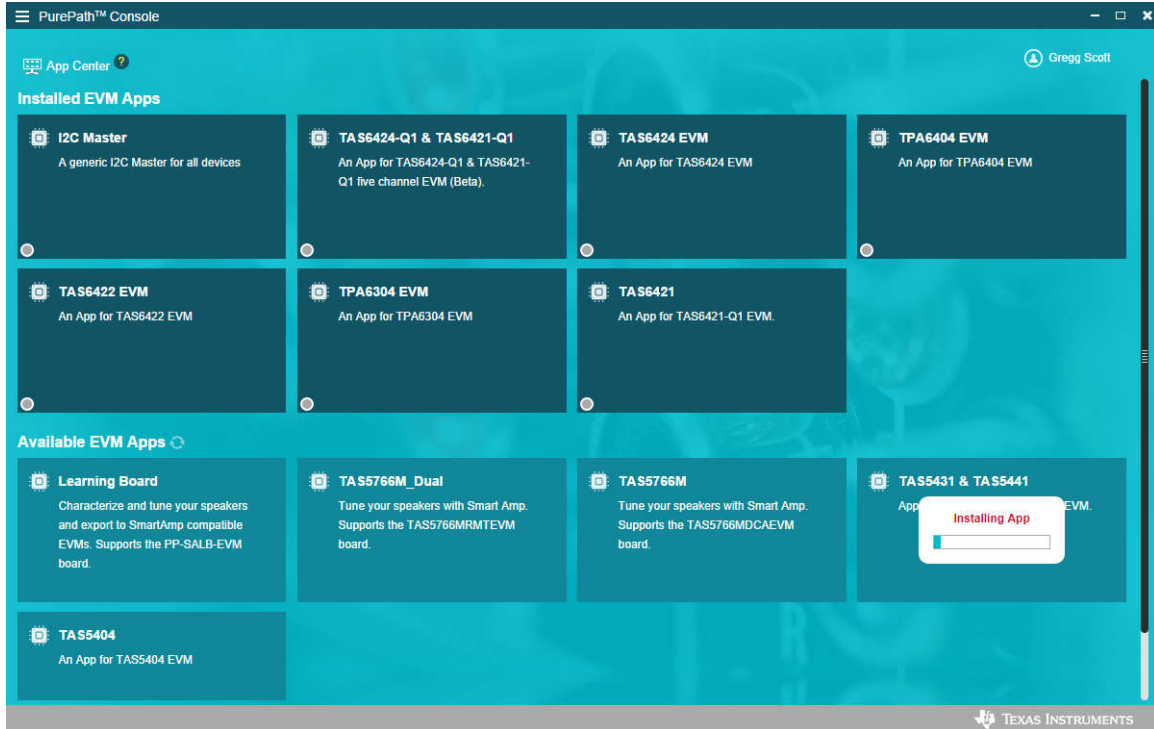 PurePath™ Console
App Center ?
Gregg Scott
Installed EVM Apps
I2C Master
A generic I2C Master for all devices
TAS6424-Q1 & TAS6421-Q1
An App for TAS6424-Q1 & TAS6421-
Q1 five channel EVM (Beta).
TAS6424 EVM
An App for TAS6424 EVM
TPA6404 EVM
An App for TPA6404 EVM
TAS6422 EVM
An App for TAS6422 EVM
TPA6304 EVM
An App for TPA6304 EVM
TAS6421
An App for TAS6421-Q1 EVM.
Available EVM Apps
Learning Board
Characterize and tune your speakers
and export to SmartAmp compatible
EVMs. Supports the PP-SALB-EVM
board.
TAS5766M_Dual
Tune your speakers with Smart Amp.
Supports the TAS5766MRMTEVM
board.
TAS5766M
Tune your speakers with Smart Amp.
Supports the TAS5766MDCAEVM
board.
TAS5431 & TAS5441
App EVM.
Installing App
TAS5404
An App for TAS5404 EVM
TEXAS INSTRUMENTS